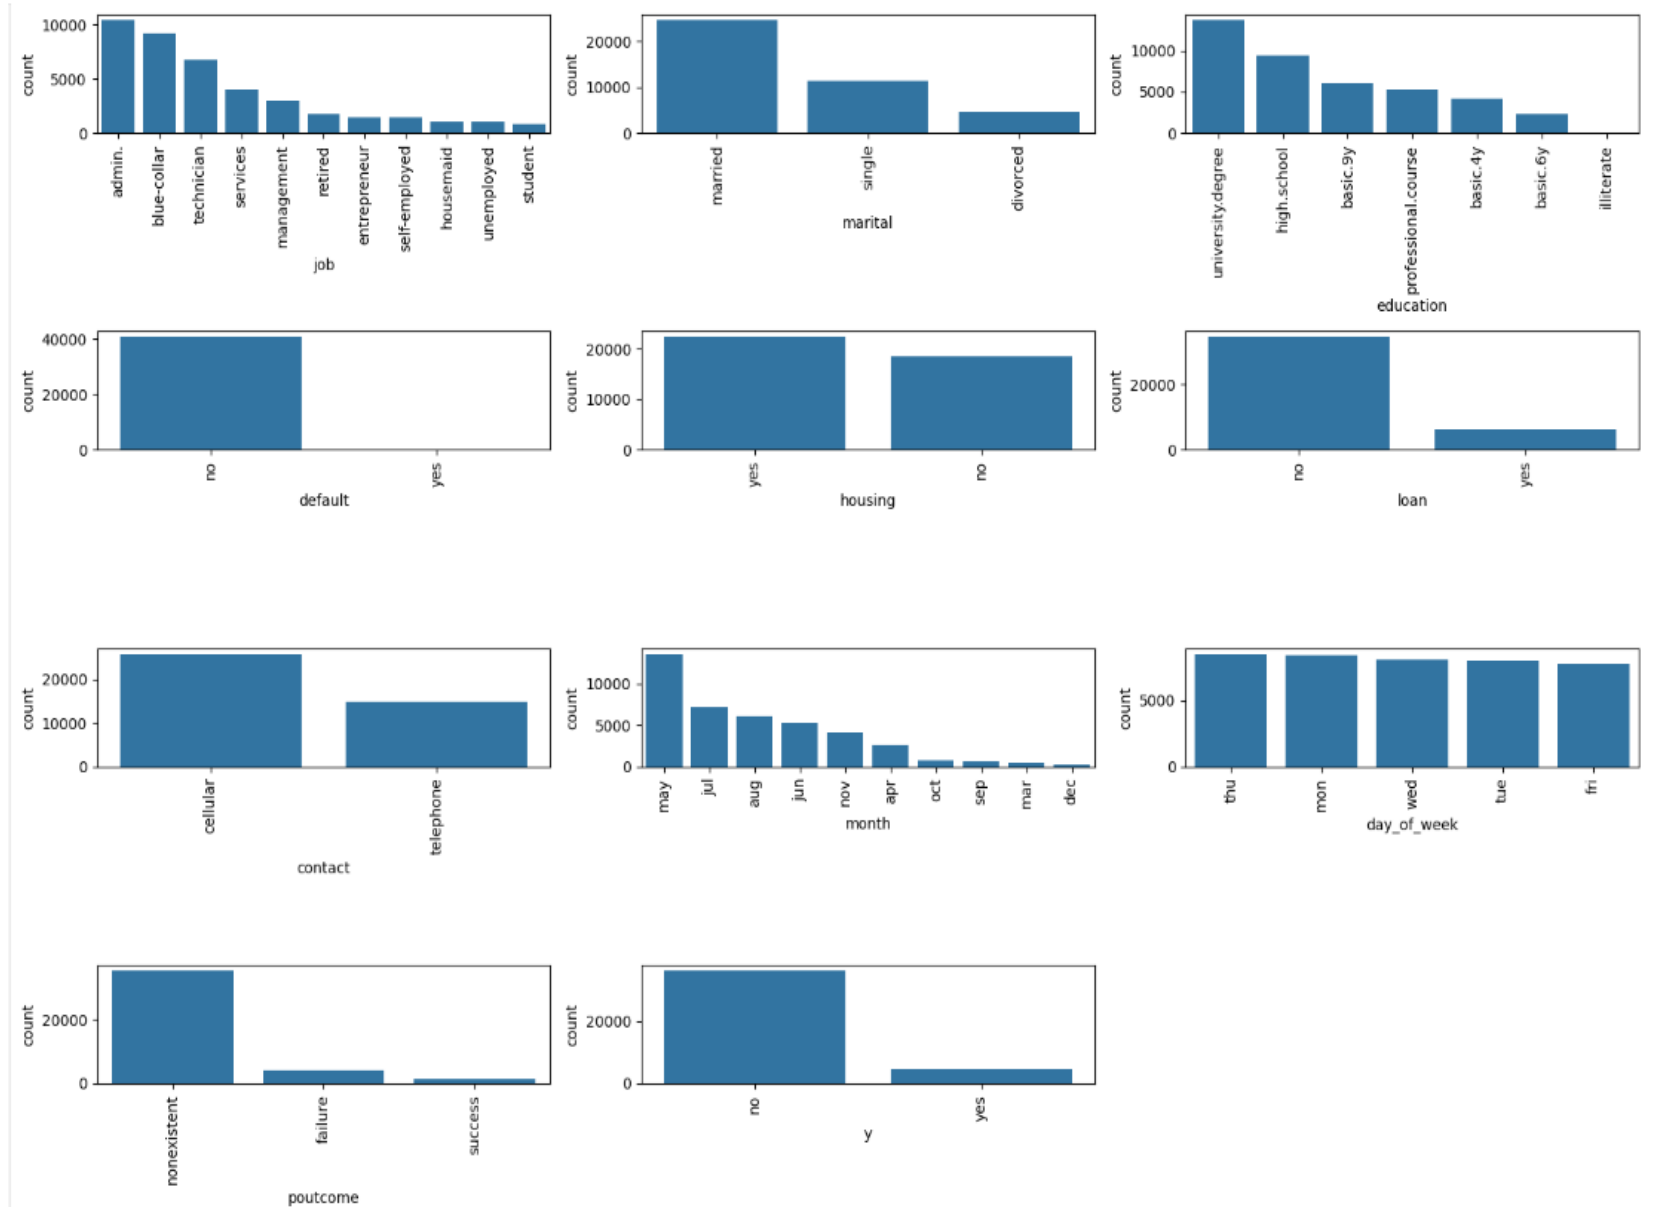 count
10000
5000
0
admin.
blue-collar
technician
services
management
retired
entrepreneur
self-employed
housemaid
unemployed
student
job
count
20000
10000
0
married
single
divorced
marital
count
10000
5000
0
university.degree
high.school
basic.9y
professional.course
basic.4y
basic.6y
illiterate
education
count
40000
20000
0
no
yes
default
count
20000
10000
0
yes
no
housing
count
20000
0
no
yes
loan
count
20000
10000
0
cellular
telephone
contact
count
10000
5000
0
may
jul
aug
jun
nov
apr
oct
sep
mar
dec
month
count
5000
0
thu
mon
wed
tue
fri
day_of_week
count
20000
0
nonexistent
failure
success
poutcome
count
20000
0
no
yes
y